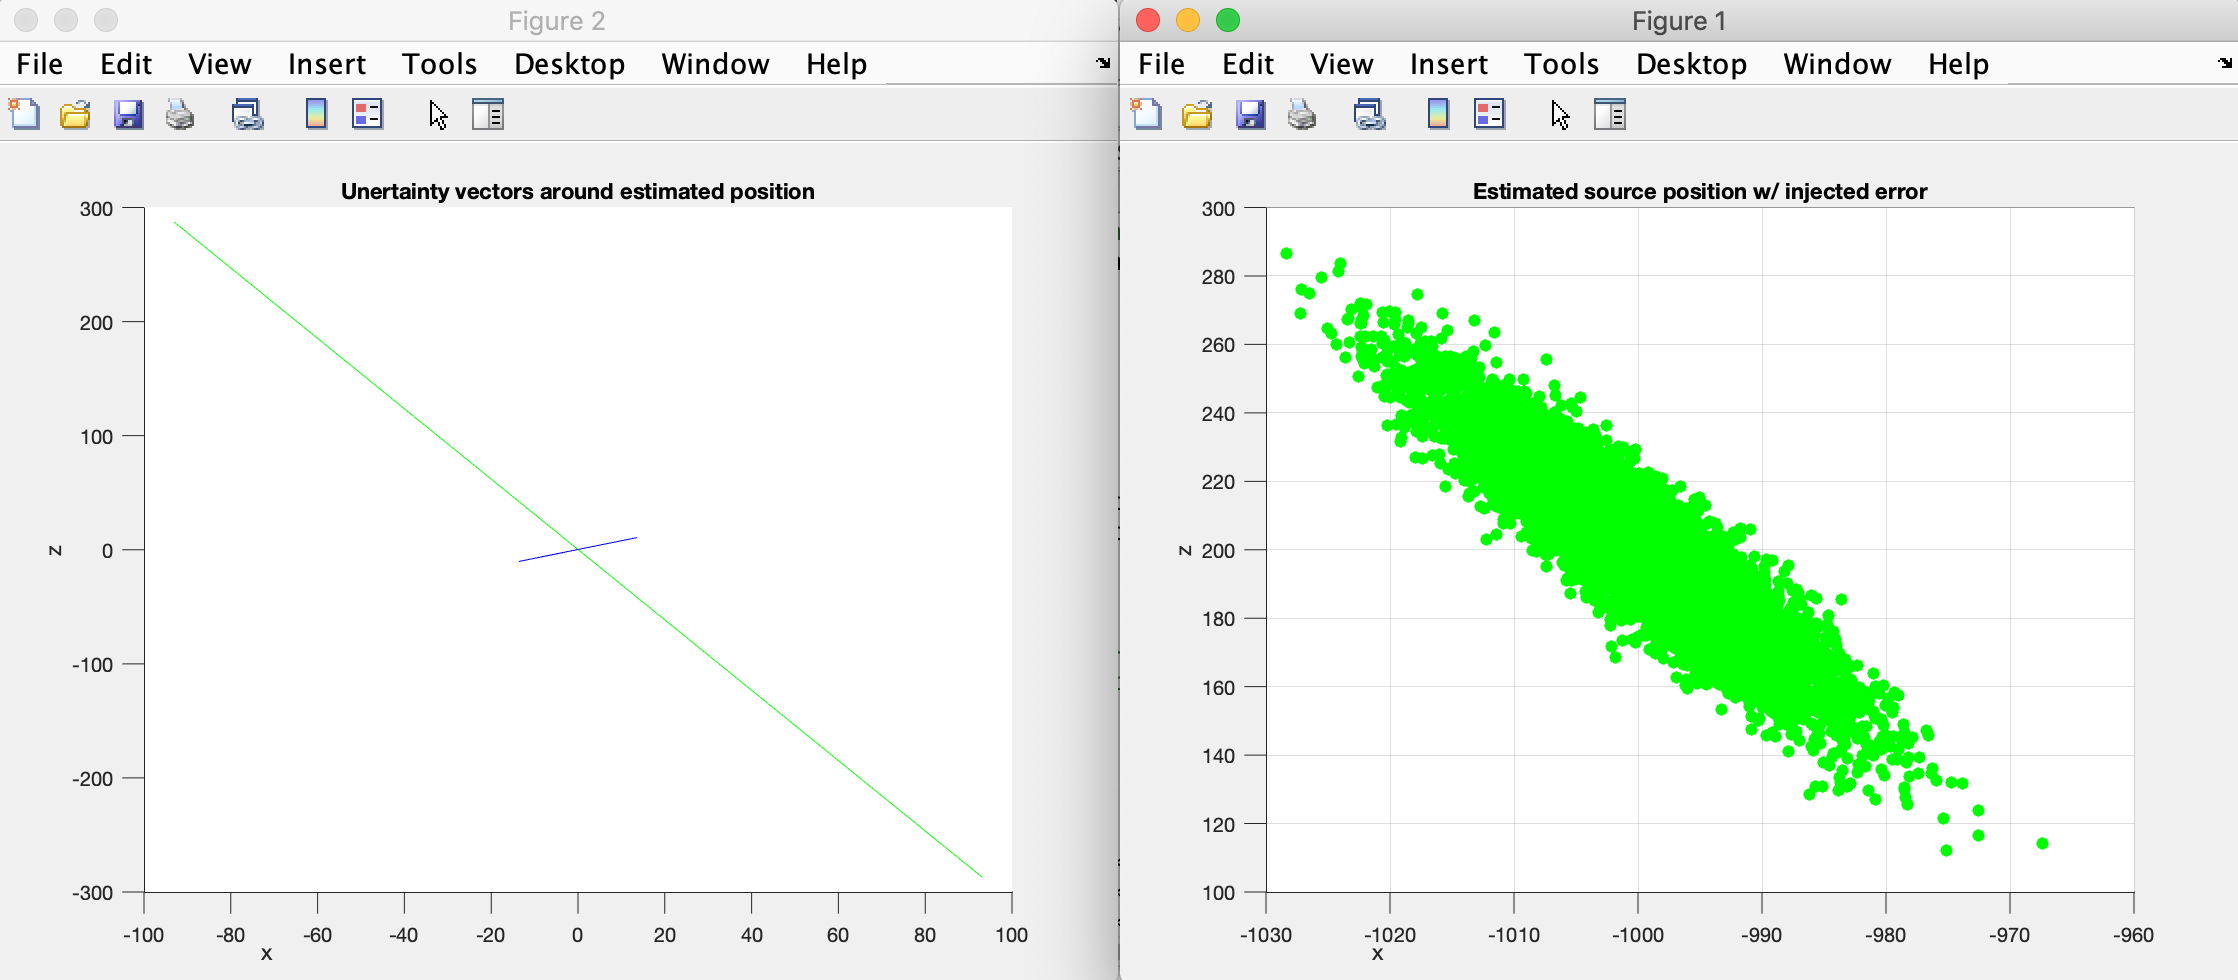 Figure 2
File Edit View Insert Tools Desktop Window Help
Unertainty vectors around estimated position
300
200
100
0
-100
-200
-300
z
-100 -80 -60 -40 -20 0 20 40 60 80 100
x
Figure 1
File Edit View Insert Tools Desktop Window Help
Estimated source position w/ injected error
300
280
260
240
220
200
180
160
140
120
100
z
-1030 -1020 -1010 -1000 -990 -980 -970 -960
x